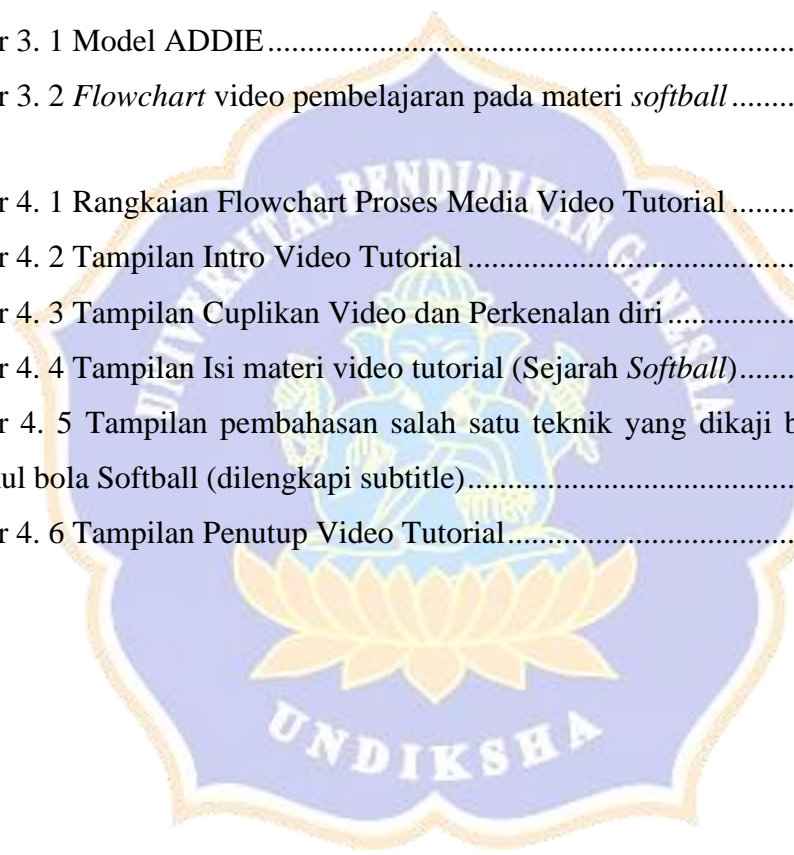 r 3. 1 Model ADDIE.......................................................................
r 3. 2 Flowchart video pembelajaran pada materi softball.........
r 4. 1 Rangkaian Flowchart Proses Media Video Tutorial.........
r 4. 2 Tampilan Intro Video Tutorial...........................................
r 4. 3 Tampilan Cuplikan Video dan Perkenalan diri.................
r 4. 4 Tampilan Isi materi video tutorial (Sejarah Softball).......
r 4. 5 Tampilan pembahasan salah satu teknik yang dikaji b
ul bola Softball (dilengkapi subtitle)...........................................
r 4. 6 Tampilan Penutup Video Tutorial......................................
UNIVERSITAS PENDIDIKAN GANESHA
UNDIKSHA